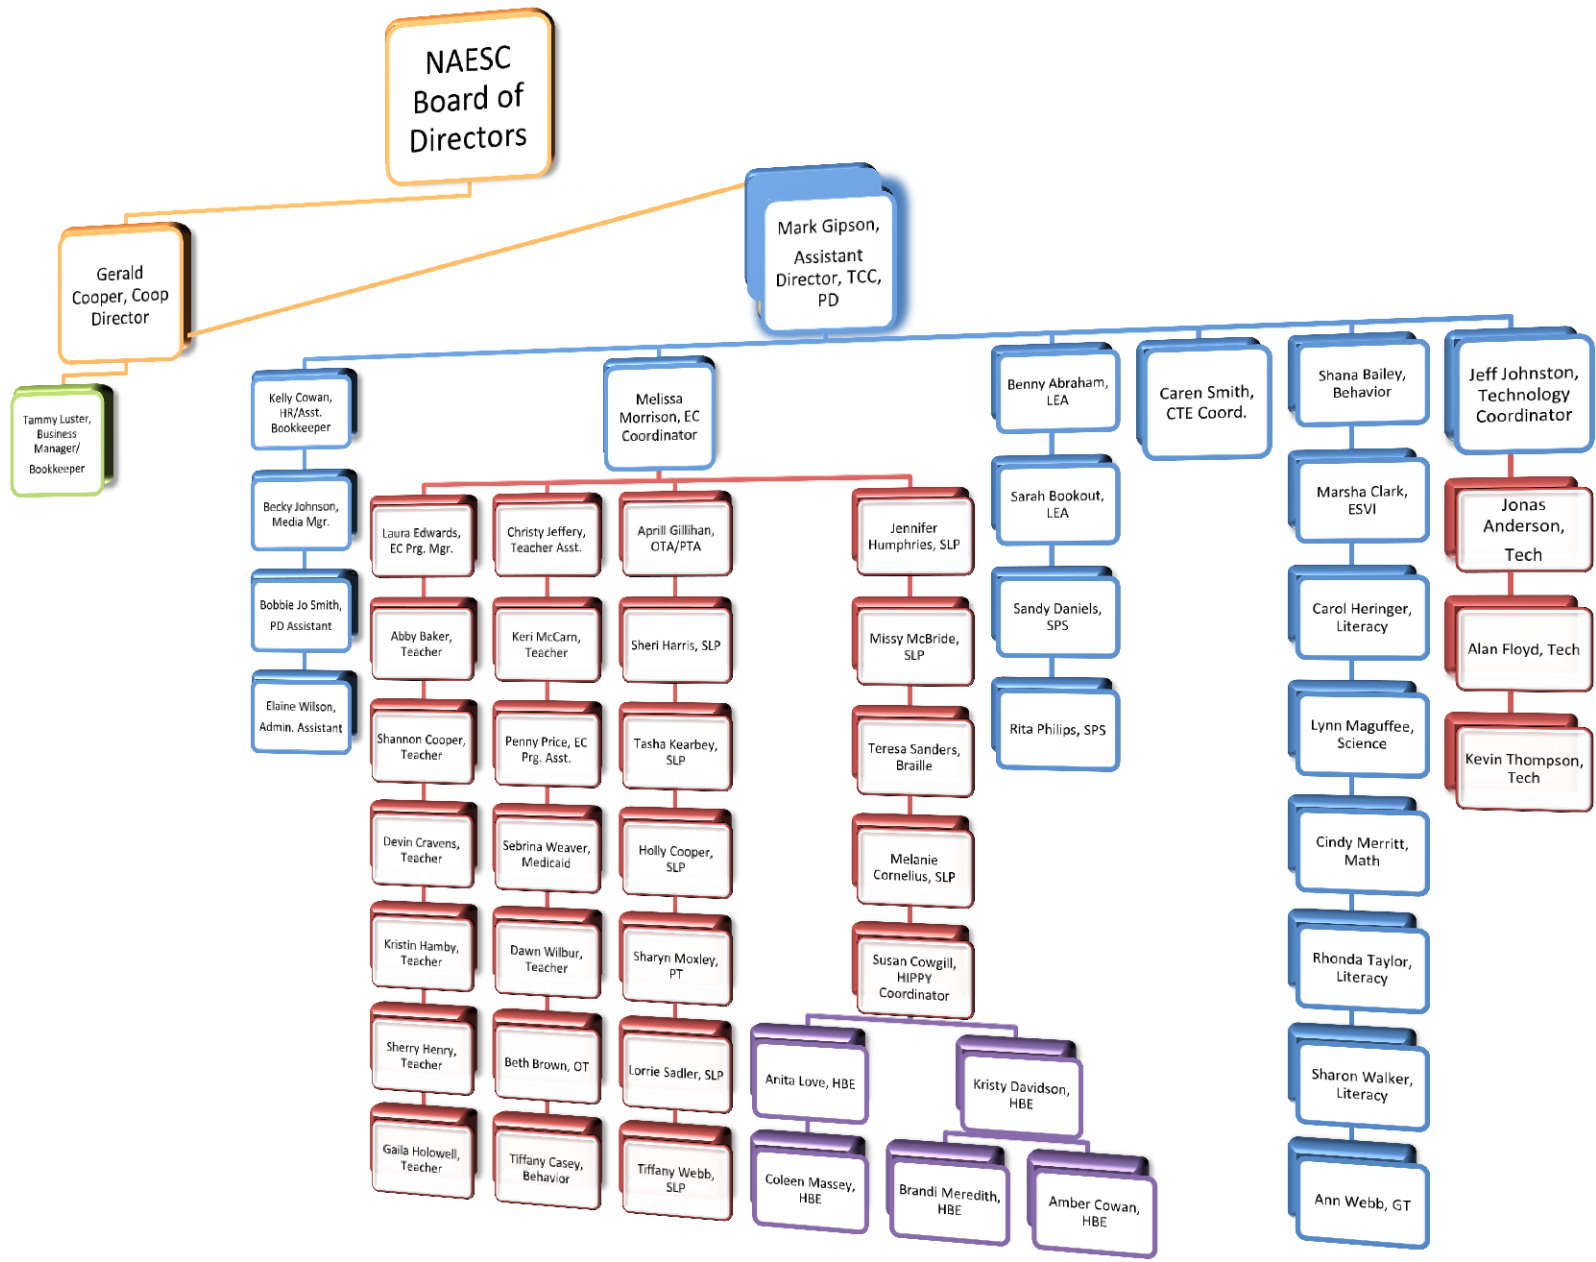 NAESC
Board of
Directors
Mark Gipson,
Assistant
Director, TCC,
PD
Gerald
Cooper, Coop
Director
Tammy Luster,
Business
Manager/
Bookkeeper
Kelly Cowan,
HR/Asst.
Bookkeeper
Becky Johnson,
Media Mgr.
Bobbie Jo Smith,
PD Assistant
Elaine Wilson,
Admin. Assistant
Melissa
Morrison, EC
Coordinator
Laura Edwards,
EC Prg. Mgr.
Abby Baker,
Teacher
Shannon Cooper,
Teacher
Devin Cravens,
Teacher
Kristin Hamby,
Teacher
Sherry Henry,
Teacher
Gaila Holowell,
Teacher
Christy Jeffery,
Teacher Asst.
Keri McCarn,
Teacher
Penny Price, EC
Prg. Asst.
Sebrina Weaver,
Medicaid
Dawn Wilbur,
Teacher
Beth Brown, OT
Tiffany Casey,
Behavior
Aprill Gillihan,
OTA/PTA
Sheri Harris, SLP
Tasha Kearbey,
SLP
Holly Cooper,
SLP
Sharyn Moxley,
PT
Lorrie Sadler, SLP
Tiffany Webb,
SLP
Jennifer
Humphries, SLP
Missy McBride,
SLP
Teresa Sanders,
Braille
Melanie
Cornelius, SLP
Susan Cowgill,
HIPPY
Coordinator
Anita Love, HBE
Coleen Massey,
HBE
Kristy Davidson,
HBE
Brandi Meredith,
HBE
Amber Cowan,
HBE
Benny Abraham,
LEA
Sarah Bookout,
LEA
Sandy Daniels,
SPS
Rita Philips, SPS
Caren Smith,
CTE Coord.
Shana Bailey,
Behavior
Marsha Clark,
ESVI
Carol Heringer,
Literacy
Lynn Maguffee,
Science
Cindy Merritt,
Math
Rhonda Taylor,
Literacy
Sharon Walker,
Literacy
Ann Webb, GT
Jeff Johnston,
Technology
Coordinator
Jonas
Anderson,
Tech
Alan Floyd, Tech
Kevin Thompson,
Tech